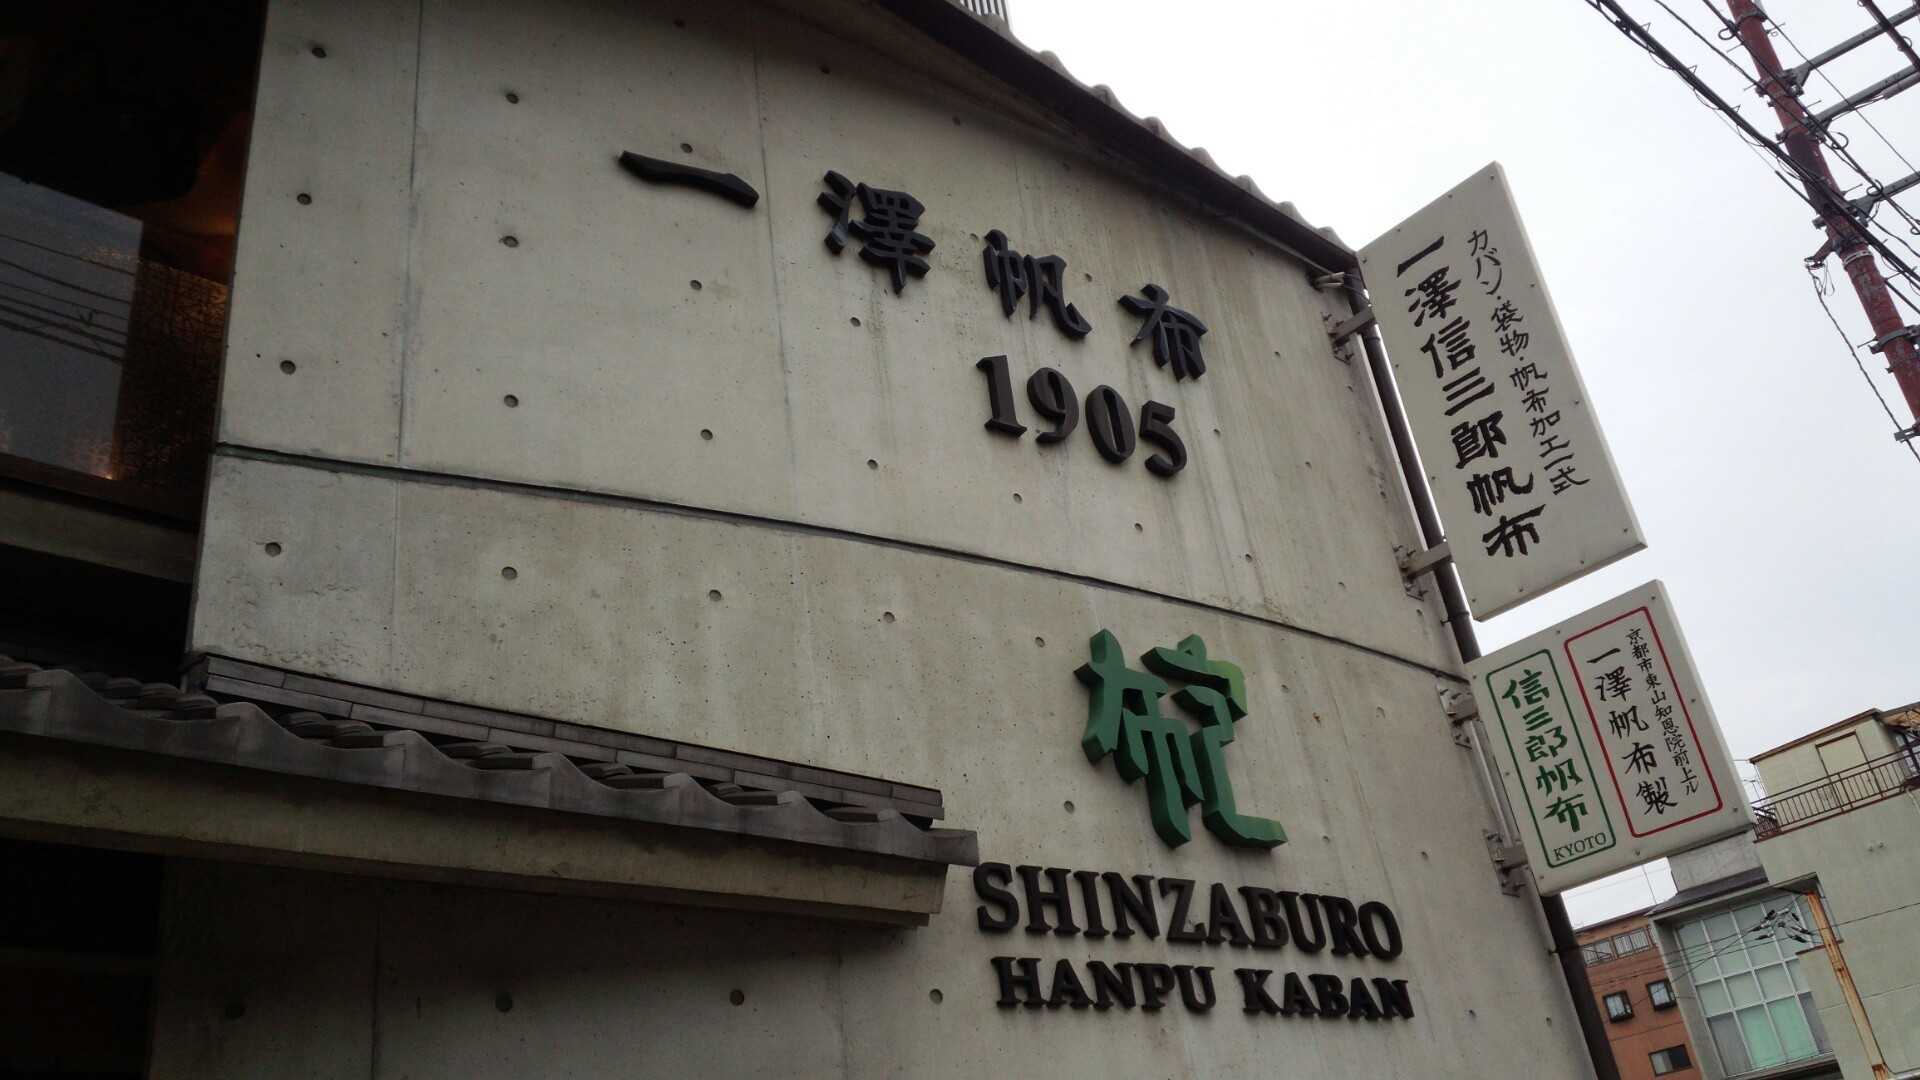 一澤帆布
1905
SHINZABURO
HANPU KABAN
カバン・袋物・帆布加工一式
一澤信三郎帆布
京都市東山知恩院前上ル
一澤帆布製
信三郎帆布
KYOTO